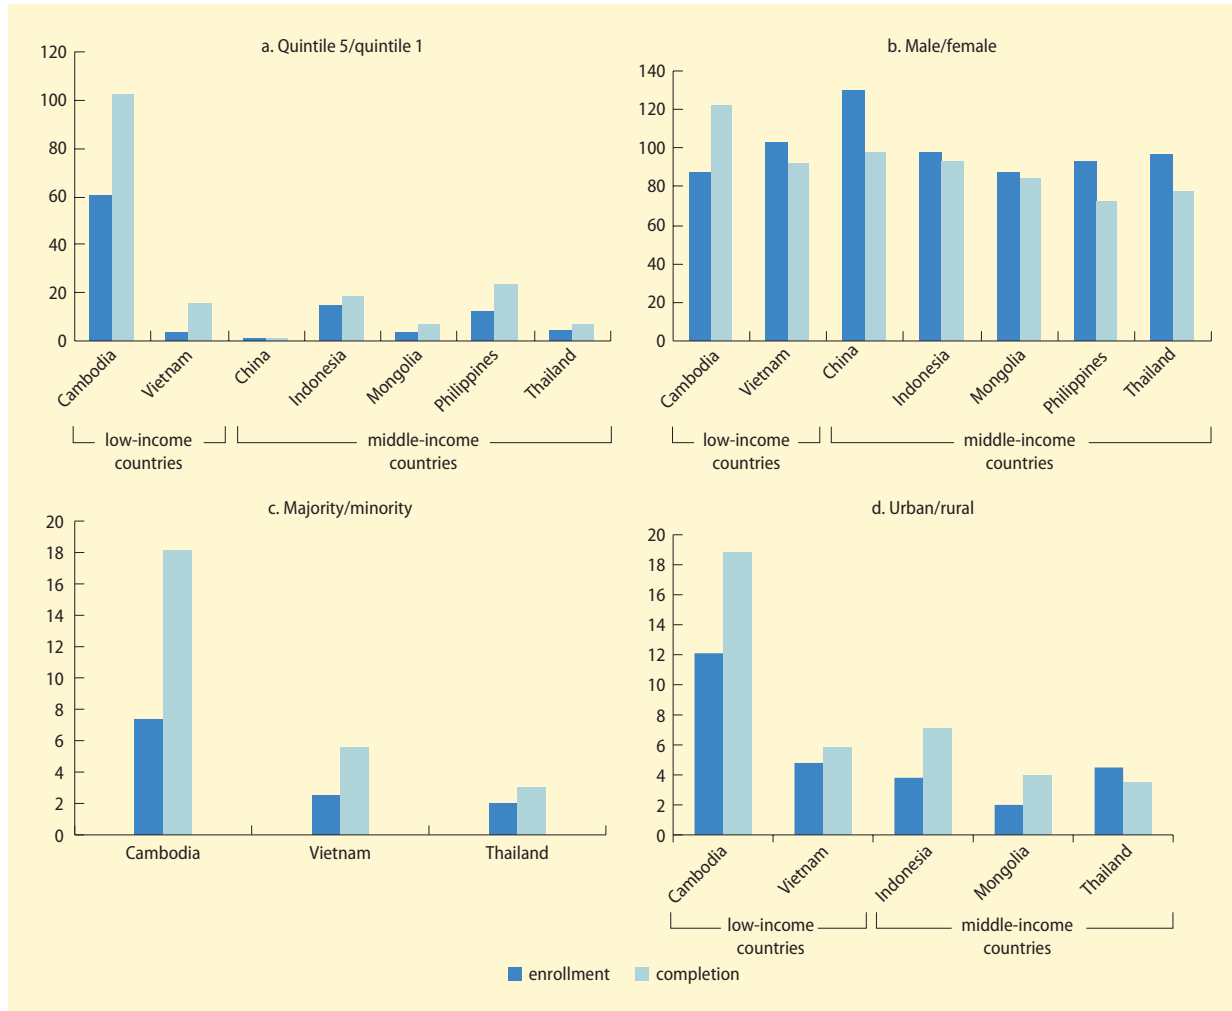 a. Quintile 5/quintile 1
120
100
80
60
40
20
0
Cambodia
Vietnam
China
Indonesia
Mongolia
Philippines
Thailand
low-income
countries
middle-income
countries
b. Male/female
140
120
100
80
60
40
20
0
Cambodia
Vietnam
China
Indonesia
Mongolia
Philippines
Thailand
low-income
countries
middle-income
countries
c. Majority/minority
20
18
16
14
12
10
8
6
4
2
0
Cambodia
Vietnam
Thailand
d. Urban/rural
20
18
16
14
12
10
8
6
4
2
0
Cambodia
Vietnam
Indonesia
Mongolia
Thailand
low-income
countries
middle-income
countries
enrollment
completion